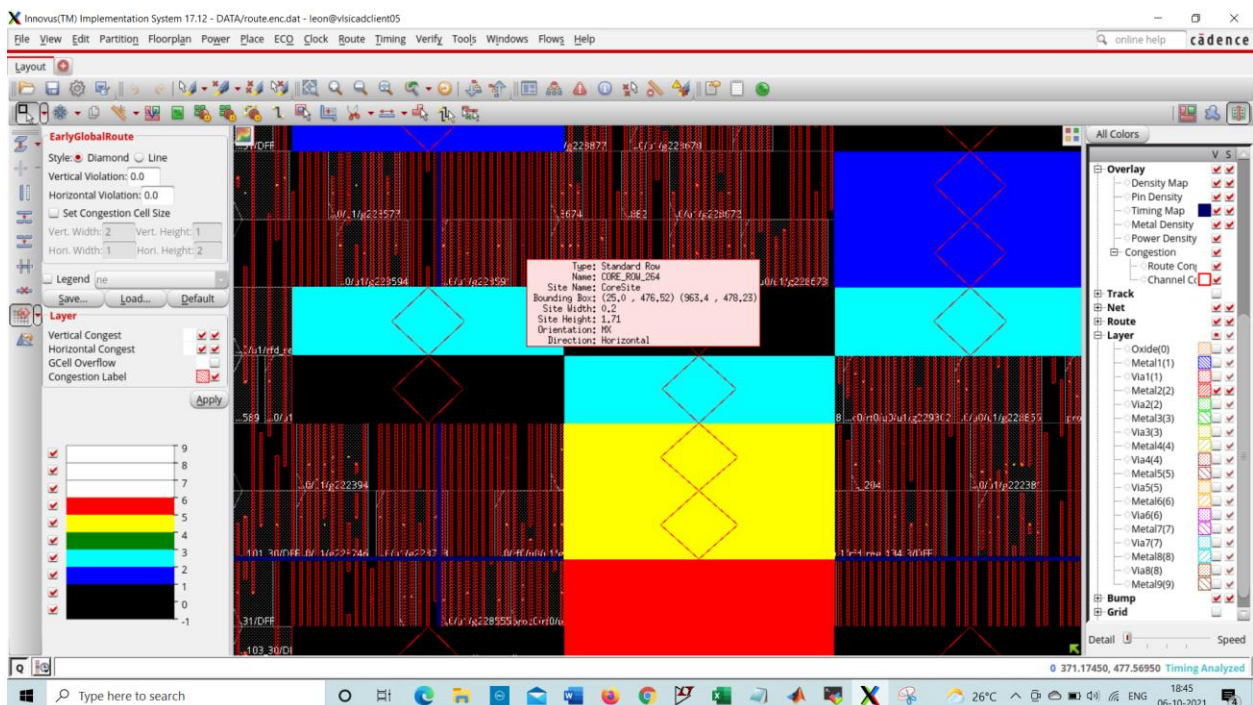 Innovus(TM) Implementation System 17.12 - DATA/route.enc.dat - leon@vlsicadclient05
File View Edit Partition Floorplan Power Place ECO Clock Route Timing Verify Tools Windows Flows Help
online help cādence
Layout
EarlyGlobalRoute
Style: Diamond Line
Vertical Violation: 0.0
Horizontal Violation: 0.0
Set Congestion Cell Size
Vert. Width: 2 Vert. Height: 1
Hori. Width: 1 Hori. Height: 2
Legend ne
Save... Load... Default
Layer
Vertical Congest
Horizontal Congest
GCell Overflow
Congestion Label
Apply
9
8
7
6
5
4
3
2
1
0
-1
Type: Standard Row
Name: CORE_ROW_264
Site Name: CoreSite
Bounding Box: (25.0 , 476.52) (963.4 , 478.23)
Site Width: 0.2
Site Height: 1.71
Orientation: MX
Direction: Horizontal
All Colors
V S
Overlay
Density Map
Pin Density
Timing Map
Metal Density
Power Density
Congestion
Route Con
Channel Cc
Track
Net
Route
Layer
Oxide(0)
Metal1(1)
Via1(1)
Metal2(2)
Via2(2)
Metal3(3)
Via3(3)
Metal4(4)
Via4(4)
Metal5(5)
Via5(5)
Metal6(6)
Via6(6)
Metal7(7)
Via7(7)
Metal8(8)
Via8(8)
Metal9(9)
Bump
Grid
Detail Speed
Q
0 371.17450, 477.56950 Timing Analyzed
Type here to search
26°C ENG 18:45
06-10-2021